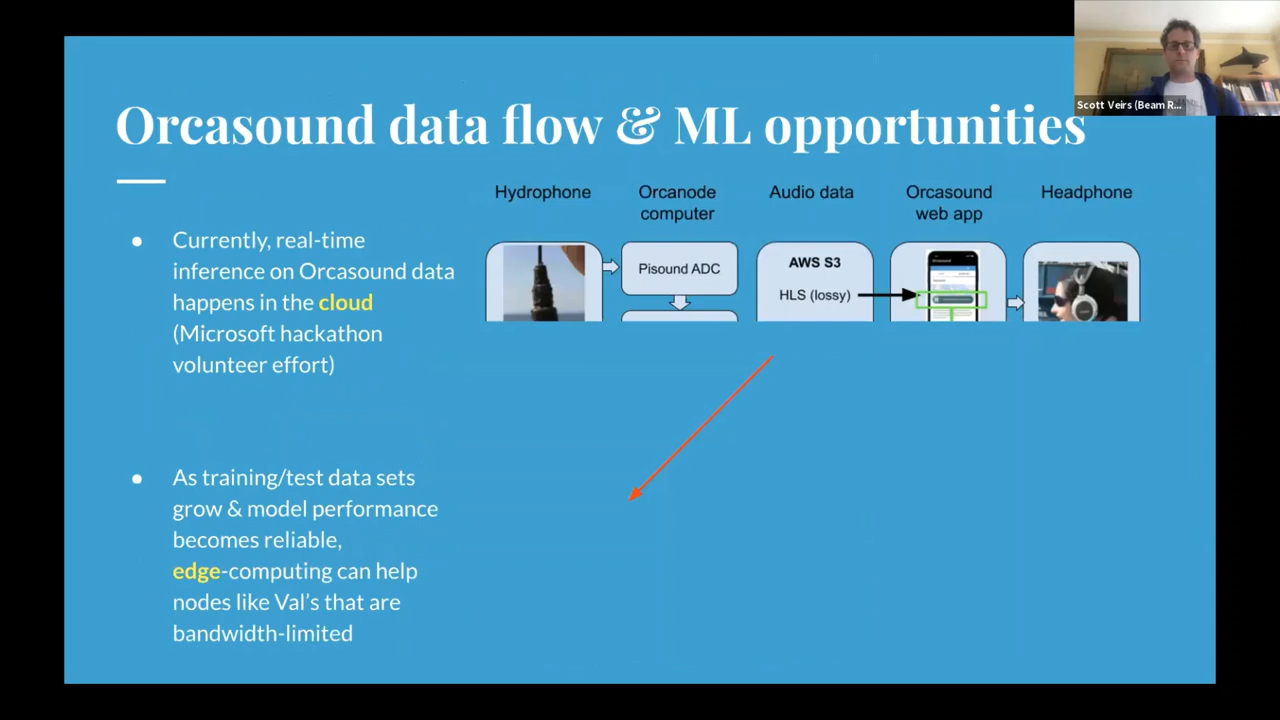 Scott Veirs (Beam R...
Orcasound data flow & ML opportunities
Currently, real-time
inference on Orcasound data
happens in the cloud
(Microsoft hackathon
volunteer effort)
As training/test data sets
grow & model performance
becomes reliable,
edge-computing can help
nodes like Val's that are
bandwidth-limited
Hydrophone
Orcanode
computer
Audio data
Orcasound
web app
Headphone
Pisound ADC
AWS S3
HLS (lossy)